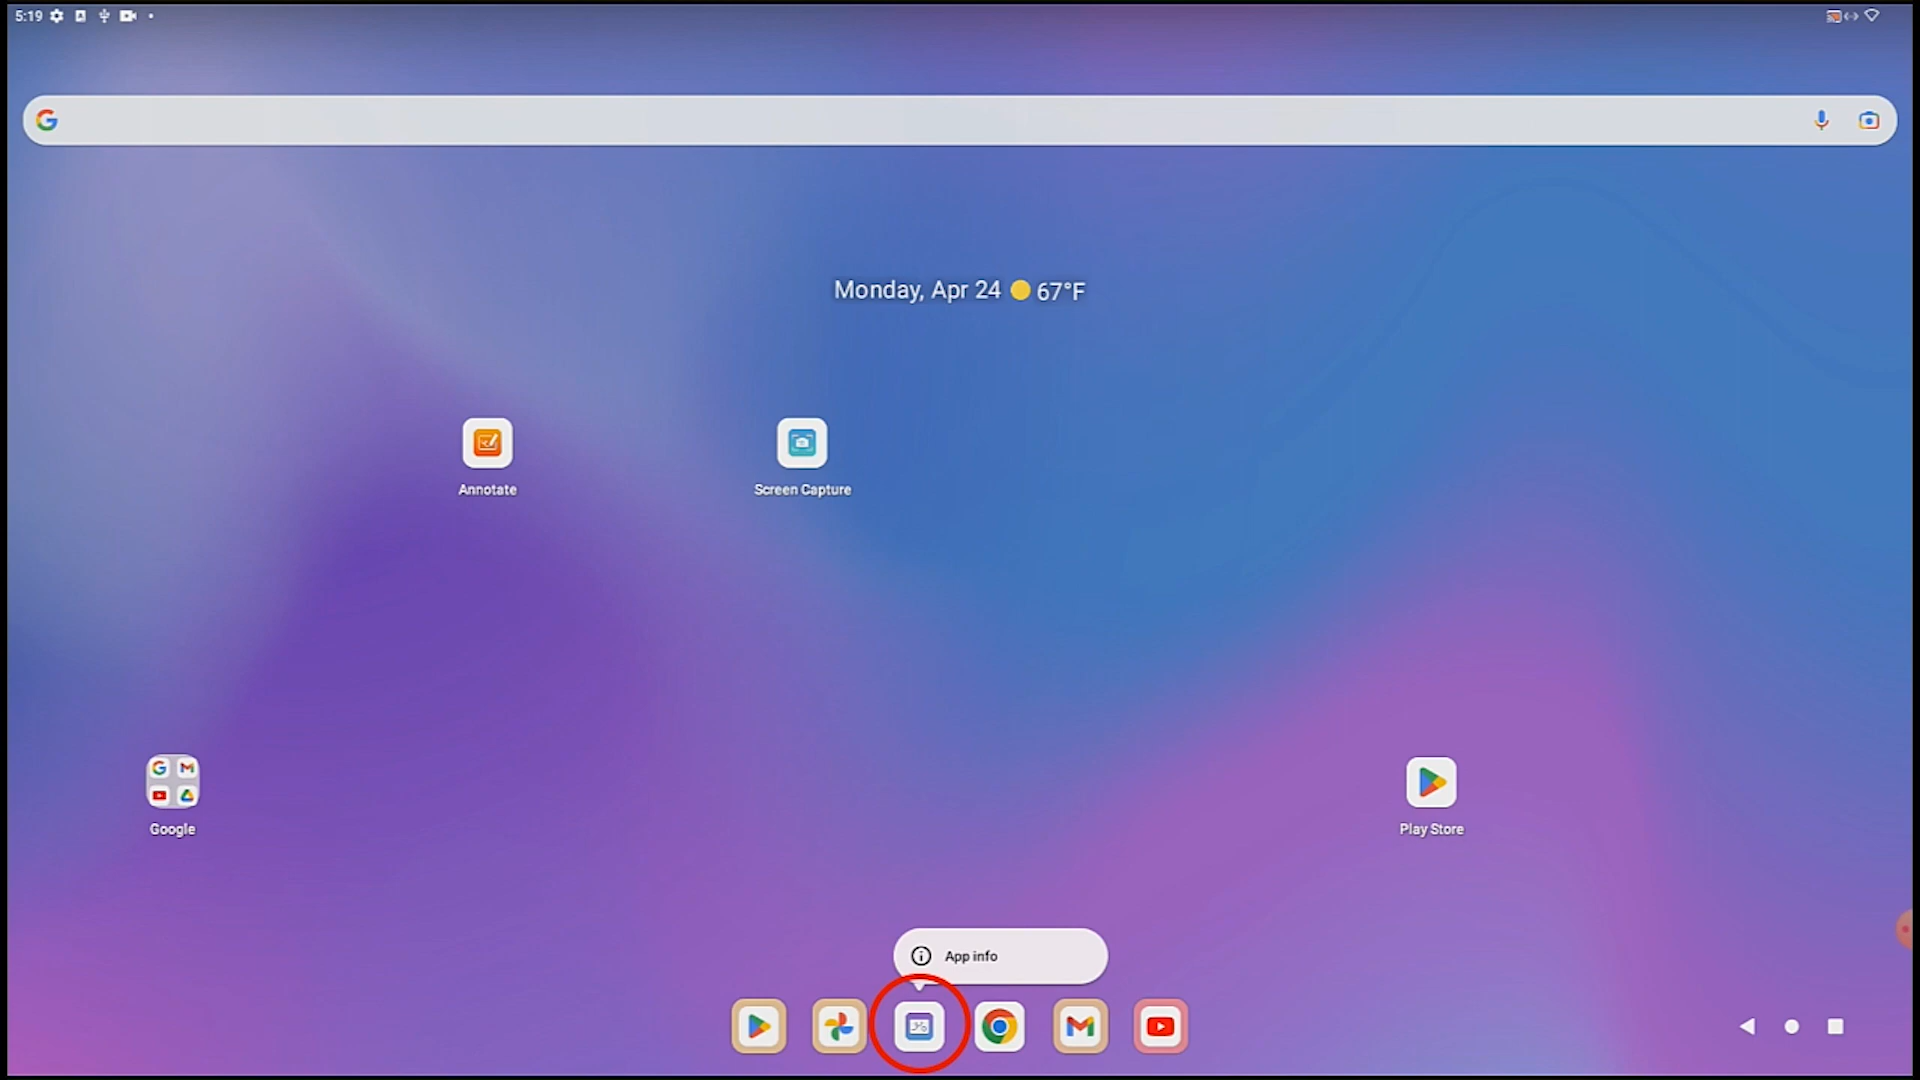 5:19
Monday, Apr 24 67°F
Annotate
Screen Capture
Google
Play Store
App info